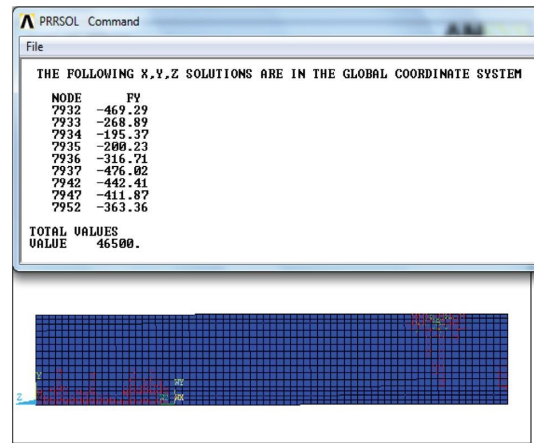 PRRSOL Command
File
THE FOLLOWING X,Y,Z SOLUTIONS ARE IN THE GLOBAL COORDINATE SYSTEM
NODE FY
7932 -469.29
7933 -268.89
7934 -195.37
7935 -200.23
7936 -316.71
7937 -476.02
7942 -442.41
7947 -411.87
7952 -363.36
TOTAL VALUES
VALUE 46500.
Y
WY
Z
WX